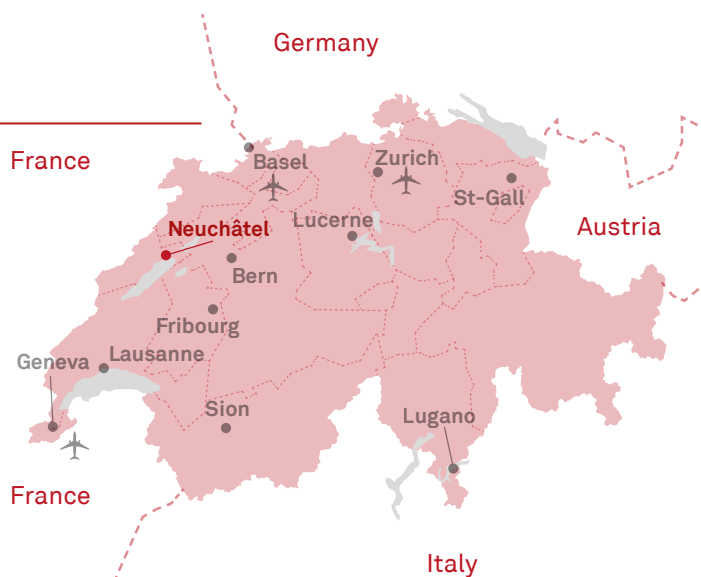 Germany
France
Basel
Zurich
St-Gall
Neuchâtel
Lucerne
Austria
Bern
Fribourg
Geneva
Lausanne
Sion
Lugano
France
Italy